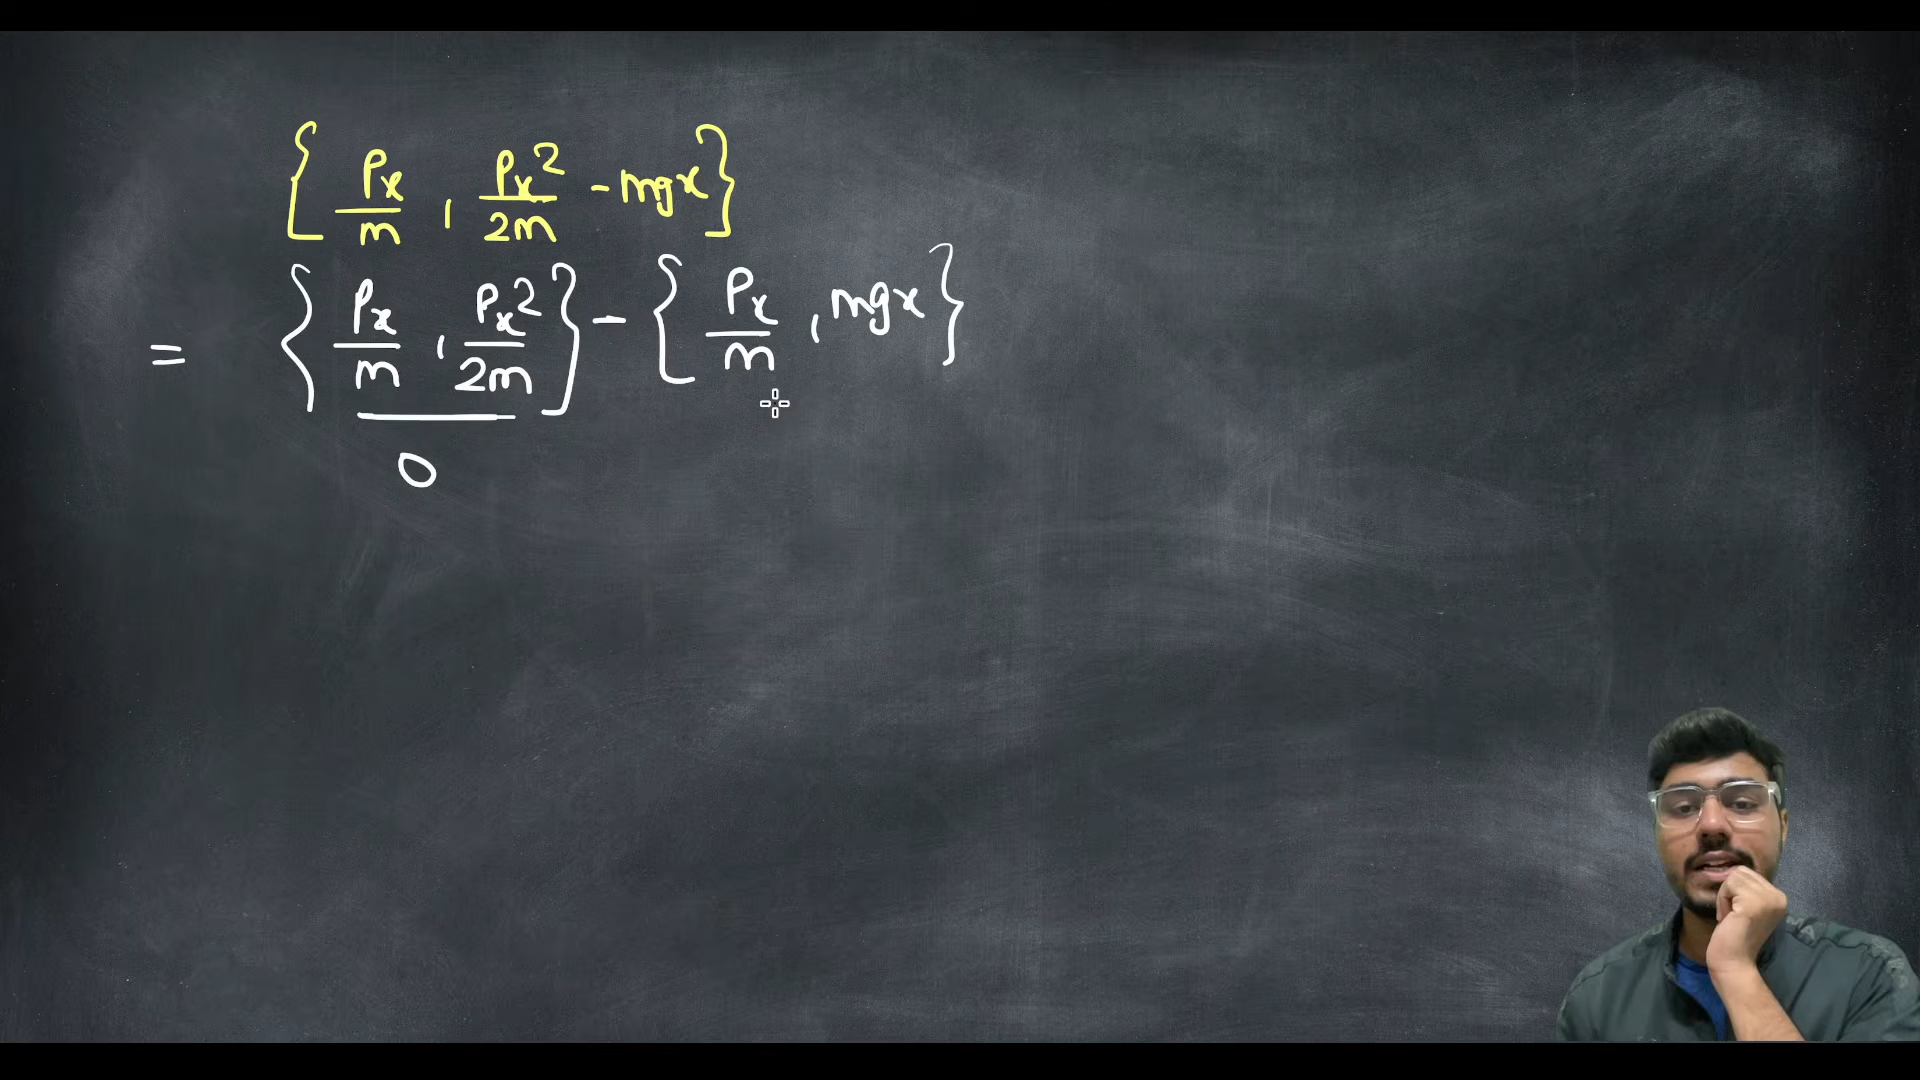 { Px/m , Px²/2m - mgx }
= { Px/m , Px²/2m } - { Px/m , mgx }
0